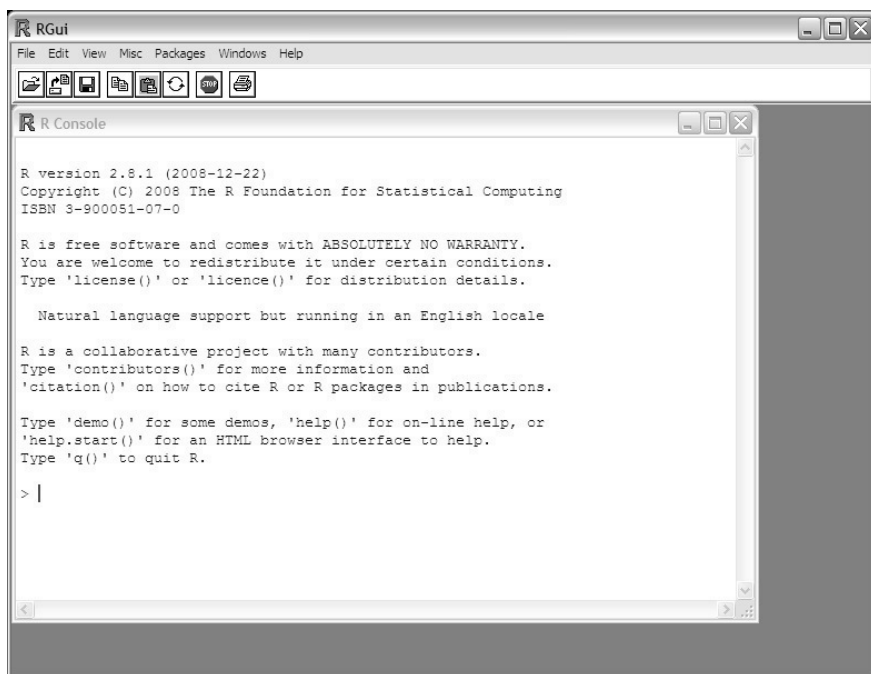 RGui
File Edit View Misc Packages Windows Help
STOP
R Console
R version 2.8.1 (2008-12-22)
Copyright (C) 2008 The R Foundation for Statistical Computing
ISBN 3-900051-07-0
R is free software and comes with ABSOLUTELY NO WARRANTY.
You are welcome to redistribute it under certain conditions.
Type 'license()' or 'licence()' for distribution details.
Natural language support but running in an English locale
R is a collaborative project with many contributors.
Type 'contributors()' for more information and
'citation()' on how to cite R or R packages in publications.
Type 'demo()' for some demos, 'help()' for on-line help, or
'help.start()' for an HTML browser interface to help.
Type 'q()' to quit R.
>